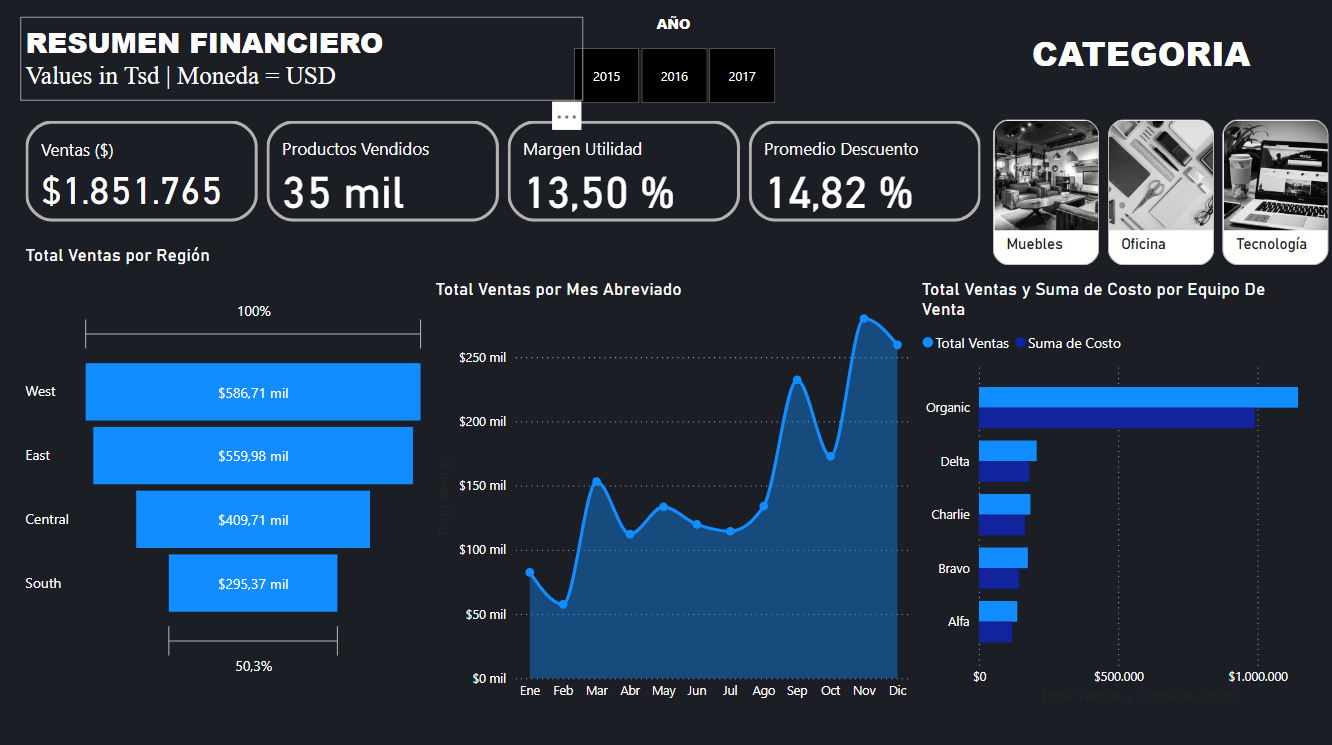 RESUMEN FINANCIERO
Values in Tsd | Moneda = USD
AÑO
2015
2016
2017
CATEGORIA
Ventas ($)
$1.851.765
Productos Vendidos
35 mil
Margen Utilidad
13,50 %
Promedio Descuento
14,82 %
Muebles
Oficina
Tecnología
Total Ventas por Región
100%
West
$586,71 mil
East
$559,98 mil
Central
$409,71 mil
South
$295,37 mil
50,3%
Total Ventas por Mes Abreviado
Total Ventas
$250 mil
$200 mil
$150 mil
$100 mil
$50 mil
$0 mil
Ene
Feb
Mar
Abr
May
Jun
Jul
Ago
Sep
Oct
Nov
Dic
Total Ventas y Suma de Costo por Equipo De
Venta
Total Ventas
Suma de Costo
Organic
Delta
Charlie
Bravo
Alfa
$0
$500.000
$1.000.000
Total Ventas y Suma de Costo